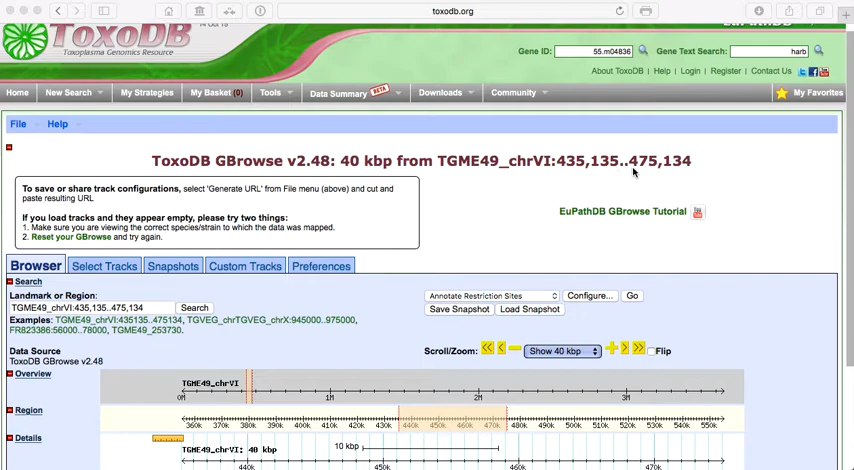 toxodb.org
ToxoDB
Toxoplasma Genomics Resource
Gene ID: 55.m04836 Gene Text Search: harb
About ToxoDB | Help | Login | Register | Contact Us
Home New Search My Strategies My Basket (0) Tools Data Summary BETA Downloads Community My Favorites
File Help
ToxoDB GBrowse v2.48: 40 kbp from TGME49_chrVI:435,135..475,134
To save or share track configurations, select 'Generate URL' from File menu (above) and cut and
paste resulting URL
If you load tracks and they appear empty, please try two things:
1. Make sure you are viewing the correct species/strain to which the data was mapped.
2. Reset your GBrowse and try again.
EuPathDB GBrowse Tutorial
Browser Select Tracks Snapshots Custom Tracks Preferences
Search
Landmark or Region:
TGME49_chrVI:435,135..475,134 Search
Annotate Restriction Sites Configure... Go
Save Snapshot Load Snapshot
Examples: TGME49_chrVI:435135..475134, TGVEG_chrTGVEG_chrX:945000..975000,
FR823386:56000..78000, TGME49_253730.
Data Source
ToxoDB GBrowse v2.48
Scroll/Zoom: << < − Show 40 kbp + > >> Flip
Overview
TGME49_chrVI
0M 1M 2M 3M
Region
360k 370k 380k 390k 400k 410k 420k 430k 440k 450k 460k 470k 480k 490k 500k 510k 520k 530k 540k 550k
Details
TGME49_chrVI: 40 kbp 10 kbp
440k 450k 460k 470k